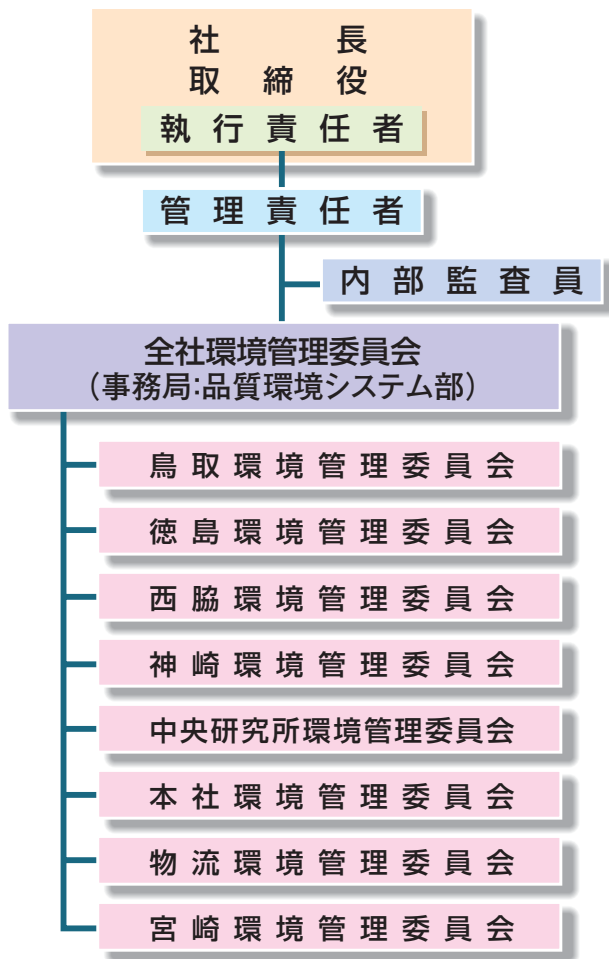 社長
取締役
執行責任者
管理責任者
内部監査員
全社環境管理委員会
（事務局：品質環境システム部）
鳥取環境管理委員会
徳島環境管理委員会
西脇環境管理委員会
神崎環境管理委員会
中央研究所環境管理委員会
本社環境管理委員会
物流環境管理委員会
宮崎環境管理委員会